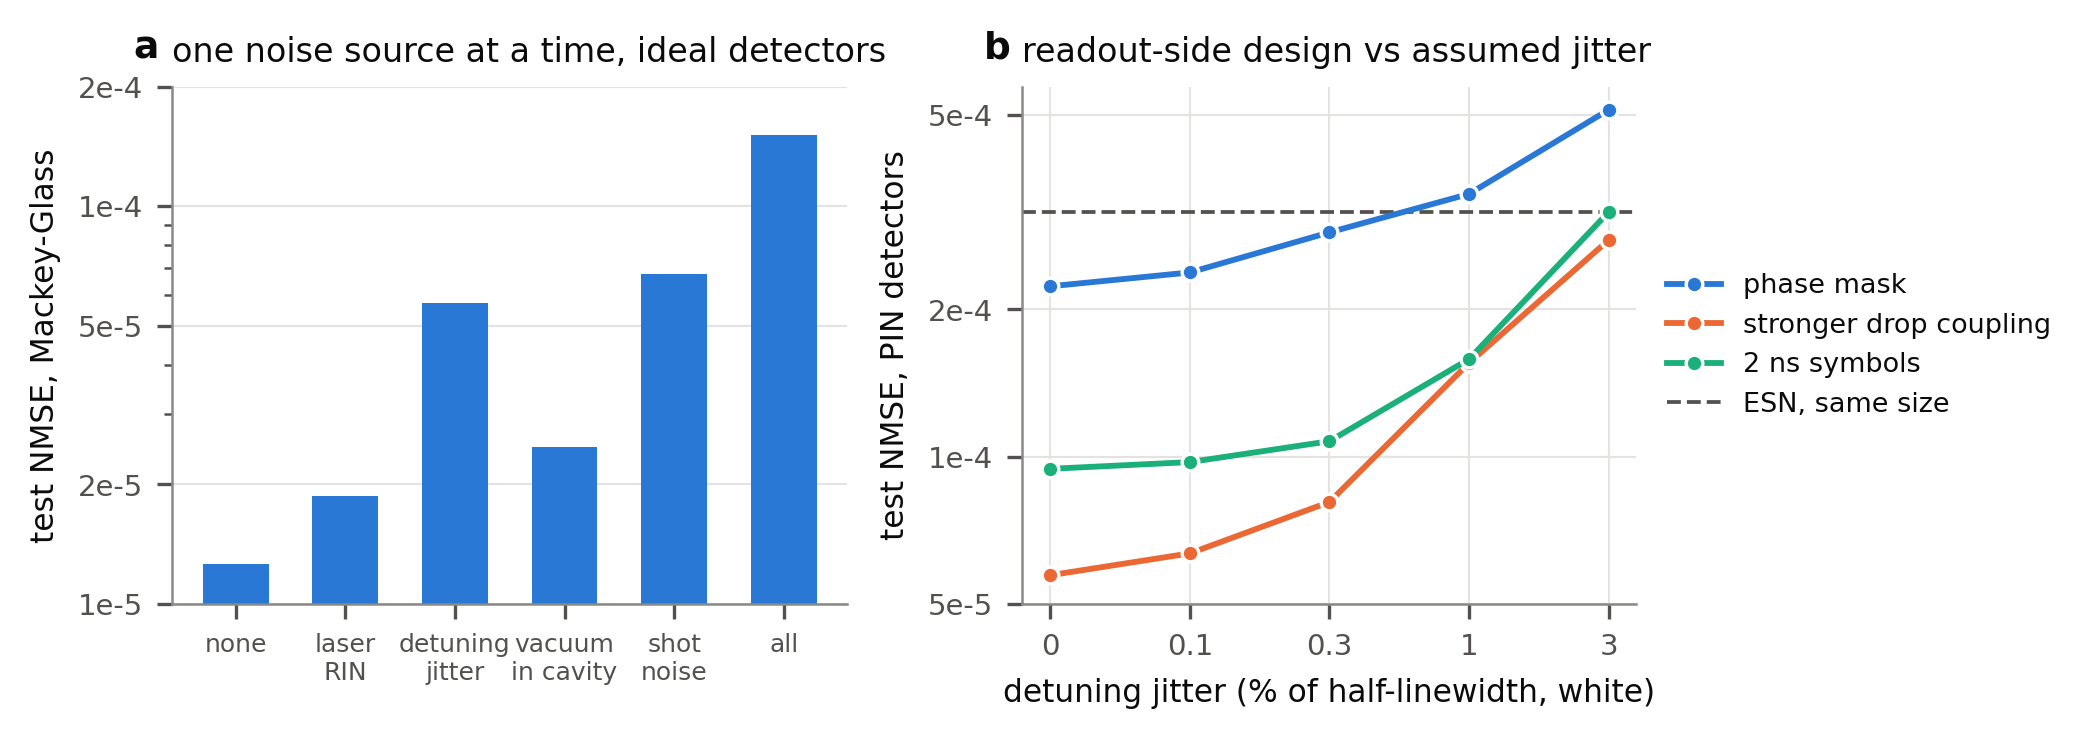 a one noise source at a time, ideal detectors
test NMSE, Mackey-Glass
2e-4
1e-4
5e-5
2e-5
1e-5
none
laser
RIN
detuning
jitter
vacuum
in cavity
shot
noise
all
b readout-side design vs assumed jitter
test NMSE, PIN detectors
5e-4
2e-4
1e-4
5e-5
0
0.1
0.3
1
3
detuning jitter (% of half-linewidth, white)
phase mask
stronger drop coupling
2 ns symbols
ESN, same size